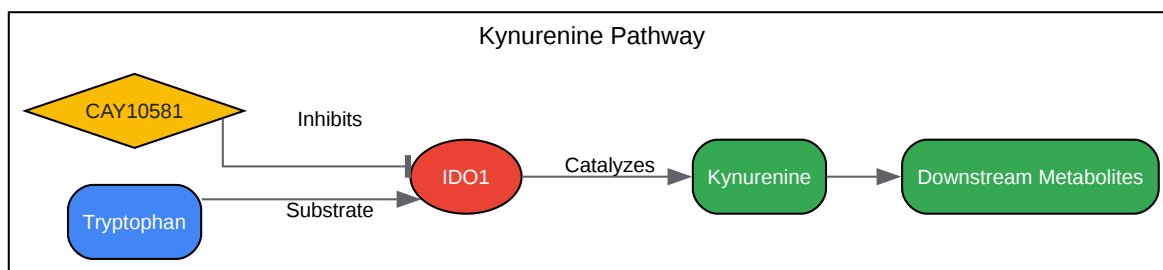 Kynurenine Pathway
CAY10581
Inhibits
Tryptophan
Substrate
IDO1
Catalyzes
Kynurenine
Downstream Metabolites